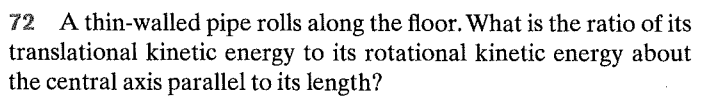 72 A thin-walled pipe rolls along the floor. What is the ratio of its
translational kinetic energy to its rotational kinetic energy about
the central axis parallel to its length?